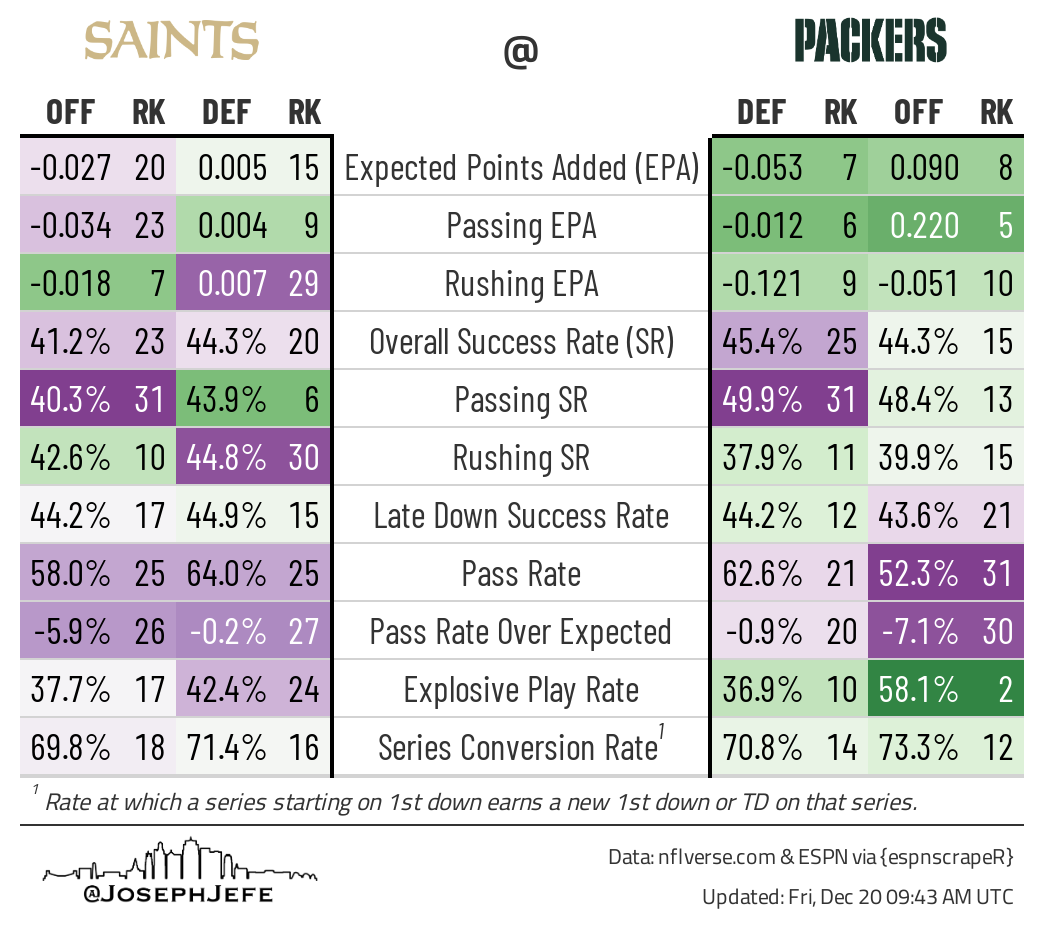 SAINTS @ PACKERS
OFF RK DEF RK DEF RK OFF RK
-0.027 20 0.005 15 Expected Points Added (EPA) -0.053 7 0.090 8
-0.034 23 0.004 9 Passing EPA -0.012 6 0.220 5
-0.018 7 0.007 29 Rushing EPA -0.121 9 -0.051 10
41.2% 23 44.3% 20 Overall Success Rate (SR) 45.4% 25 44.3% 15
40.3% 31 43.9% 6 Passing SR 49.9% 31 48.4% 13
42.6% 10 44.8% 30 Rushing SR 37.9% 11 39.9% 15
44.2% 17 44.9% 15 Late Down Success Rate 44.2% 12 43.6% 21
58.0% 25 64.0% 25 Pass Rate 62.6% 21 52.3% 31
-5.9% 26 -0.2% 27 Pass Rate Over Expected -0.9% 20 -7.1% 30
37.7% 17 42.4% 24 Explosive Play Rate 36.9% 10 58.1% 2
69.8% 18 71.4% 16 Series Conversion Rate1 70.8% 14 73.3% 12
1 Rate at which a series starting on 1st down earns a new 1st down or TD on that series.
@JOSEPHJEFE
Data: nflverse.com & ESPN via {espnscrapeR}
Updated: Fri, Dec 20 09:43 AM UTC